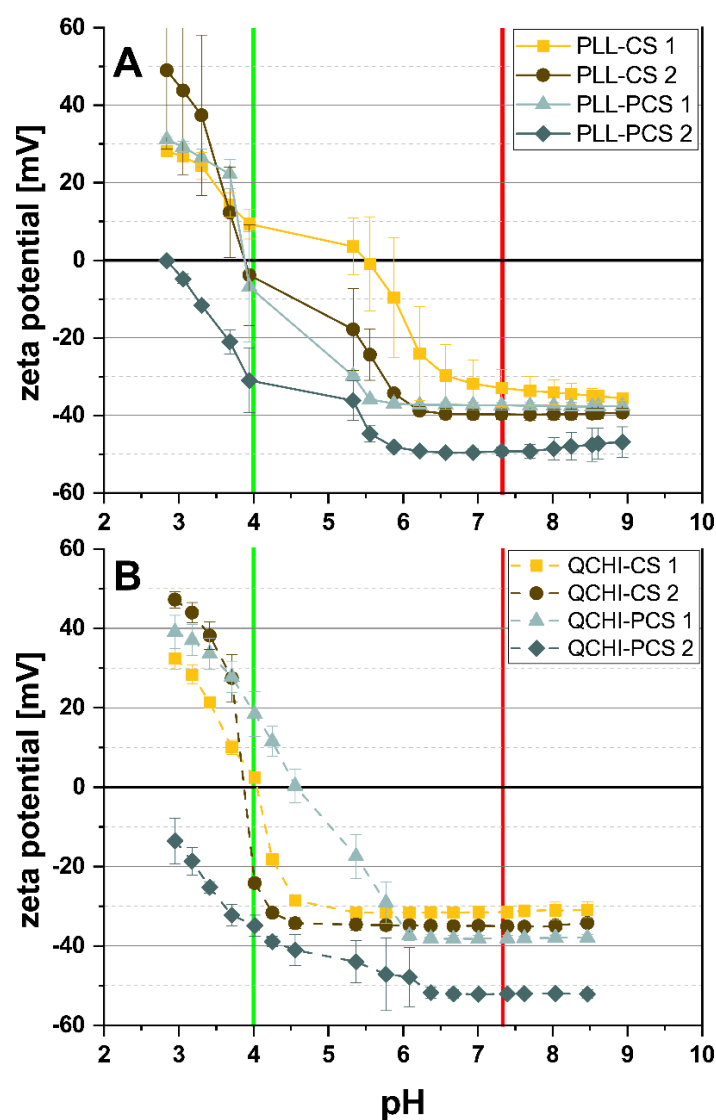 A
PLL-CS 1
PLL-CS 2
PLL-PCS 1
PLL-PCS 2
60
40
20
0
-20
-40
-60
zeta potential [mV]
2 3 4 5 6 7 8 9 10
B
QCHI-CS 1
QCHI-CS 2
QCHI-PCS 1
QCHI-PCS 2
60
40
20
0
-20
-40
-60
zeta potential [mV]
2 3 4 5 6 7 8 9 10
pH